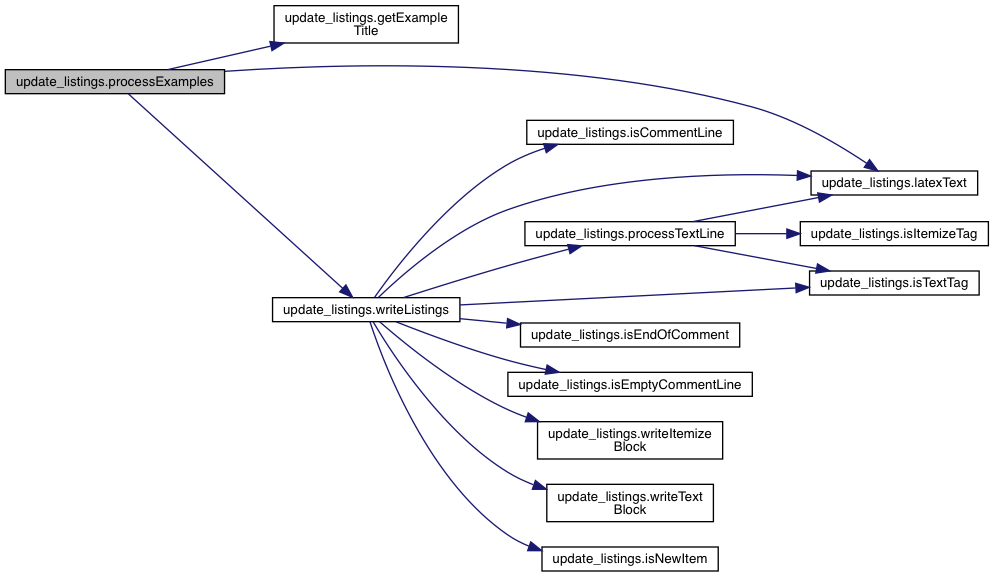 update_listings.getExample
Title
update_listings.processExamples
update_listings.isCommentLine
update_listings.latexText
update_listings.processTextLine
update_listings.isItemizeTag
update_listings.isTextTag
update_listings.writeListings
update_listings.isEndOfComment
update_listings.isEmptyCommentLine
update_listings.writeItemize
Block
update_listings.writeText
Block
update_listings.isNewItem